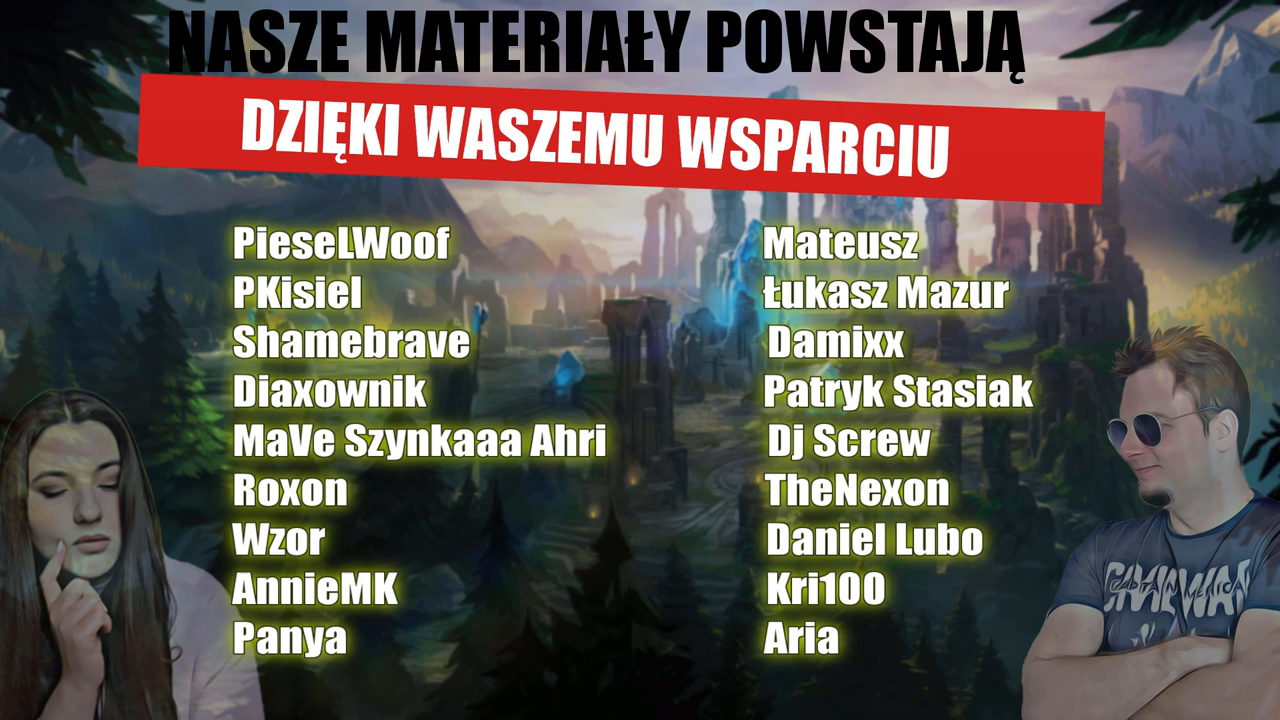 NASZE MATERIAŁY POWSTAJĄ
DZIĘKI WASZEMU WSPARCIU
PieseLWoof
PKisiel
Shamebrave
Diaxownik
MaVe Szynkaaa Ahri
Roxon
Wzor
AnnieMK
Panya
Mateusz
Łukasz Mazur
Damixx
Patryk Stasiak
Dj Screw
TheNexon
Daniel Lubo
Kri100
Aria